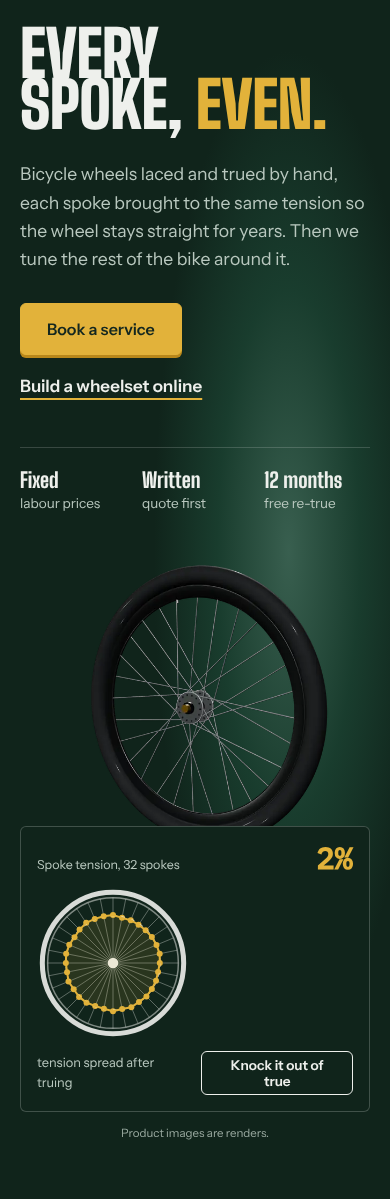 EVERY
SPOKE, EVEN.
Bicycle wheels laced and trued by hand,
each spoke brought to the same tension so
the wheel stays straight for years. Then we
tune the rest of the bike around it.
Book a service
Build a wheelset online
Fixed
labour prices
Written
quote first
12 months
free re-true
Spoke tension, 32 spokes
2%
tension spread after
truing
Knock it out of
true
Product images are renders.